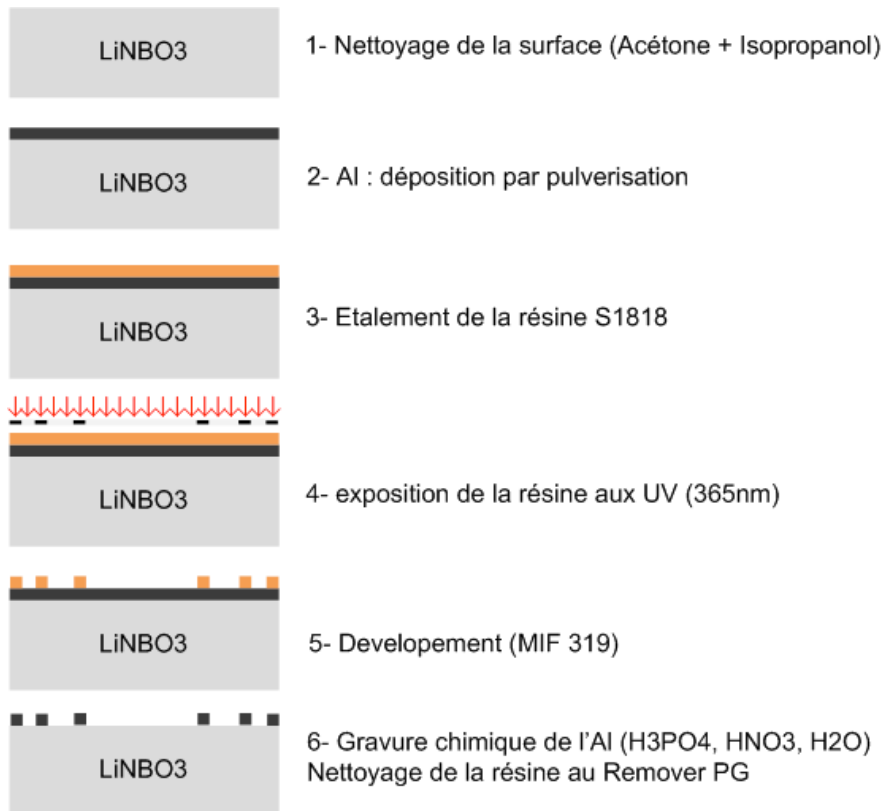 LiNBO3
1- Nettoyage de la surface (Acétone + Isopropanol)
LiNBO3
2- Al : déposition par pulverisation
LiNBO3
3- Etalement de la résine S1818
LiNBO3
4- exposition de la résine aux UV (365nm)
LiNBO3
5- Developement (MIF 319)
LiNBO3
6- Gravure chimique de l'Al (H3PO4, HNO3, H2O)
Nettoyage de la résine au Remover PG